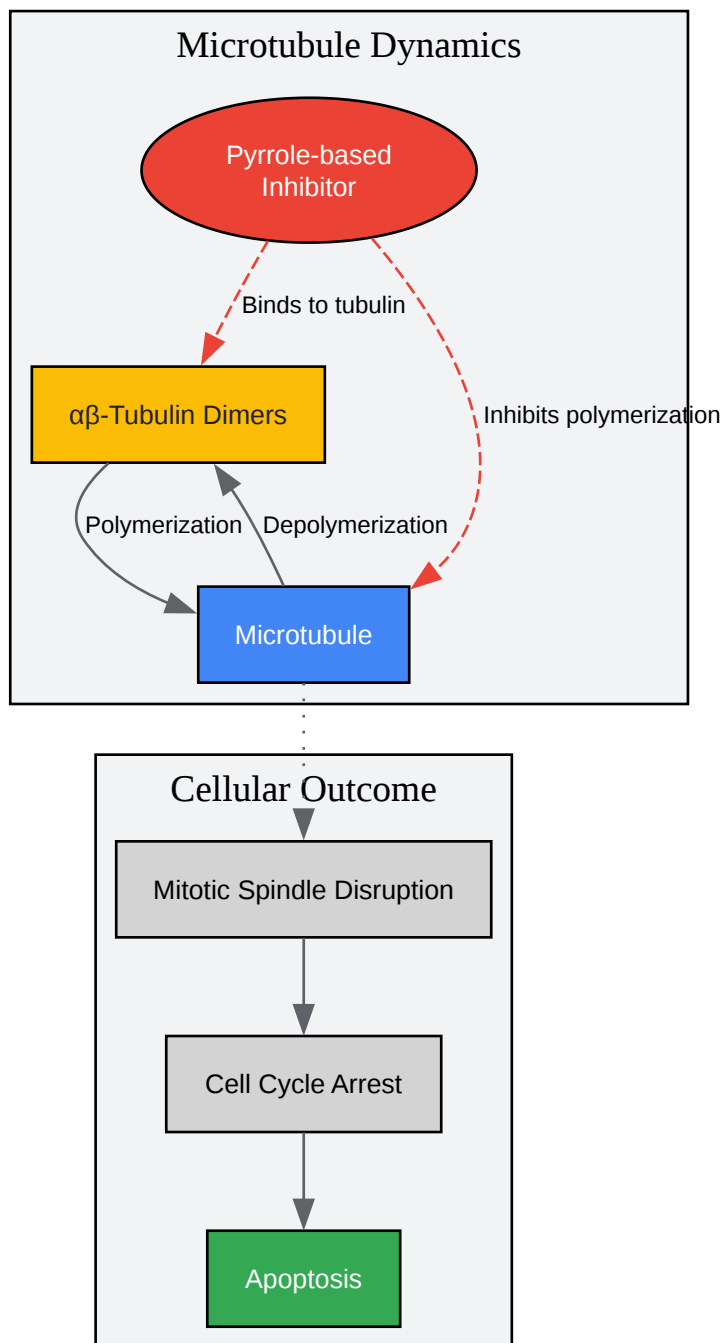 Microtubule Dynamics
Pyrrole-based
Inhibitor
Binds to tubulin
αβ-Tubulin Dimers
Inhibits polymerization
Polymerization
Depolymerization
Microtubule
Cellular Outcome
Mitotic Spindle Disruption
Cell Cycle Arrest
Apoptosis